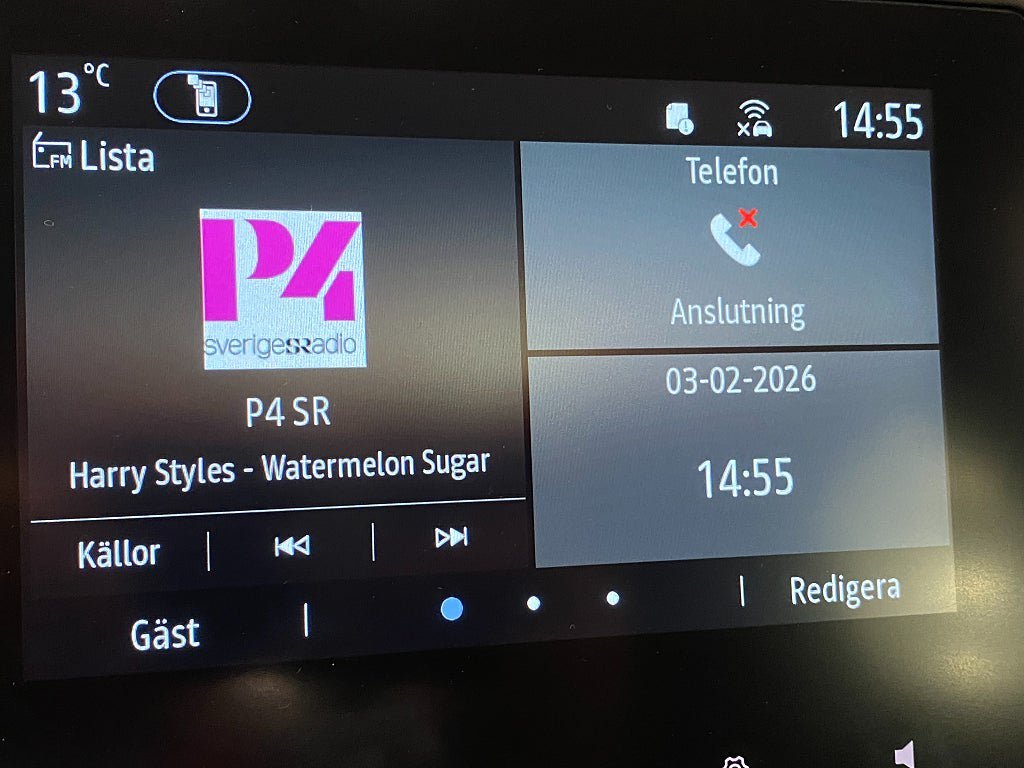 13°C
14:55
FM Lista
P4
sverigesRadio
P4 SR
Harry Styles - Watermelon Sugar
Källor
Telefon
Anslutning
03-02-2026
14:55
Gäst
Redigera